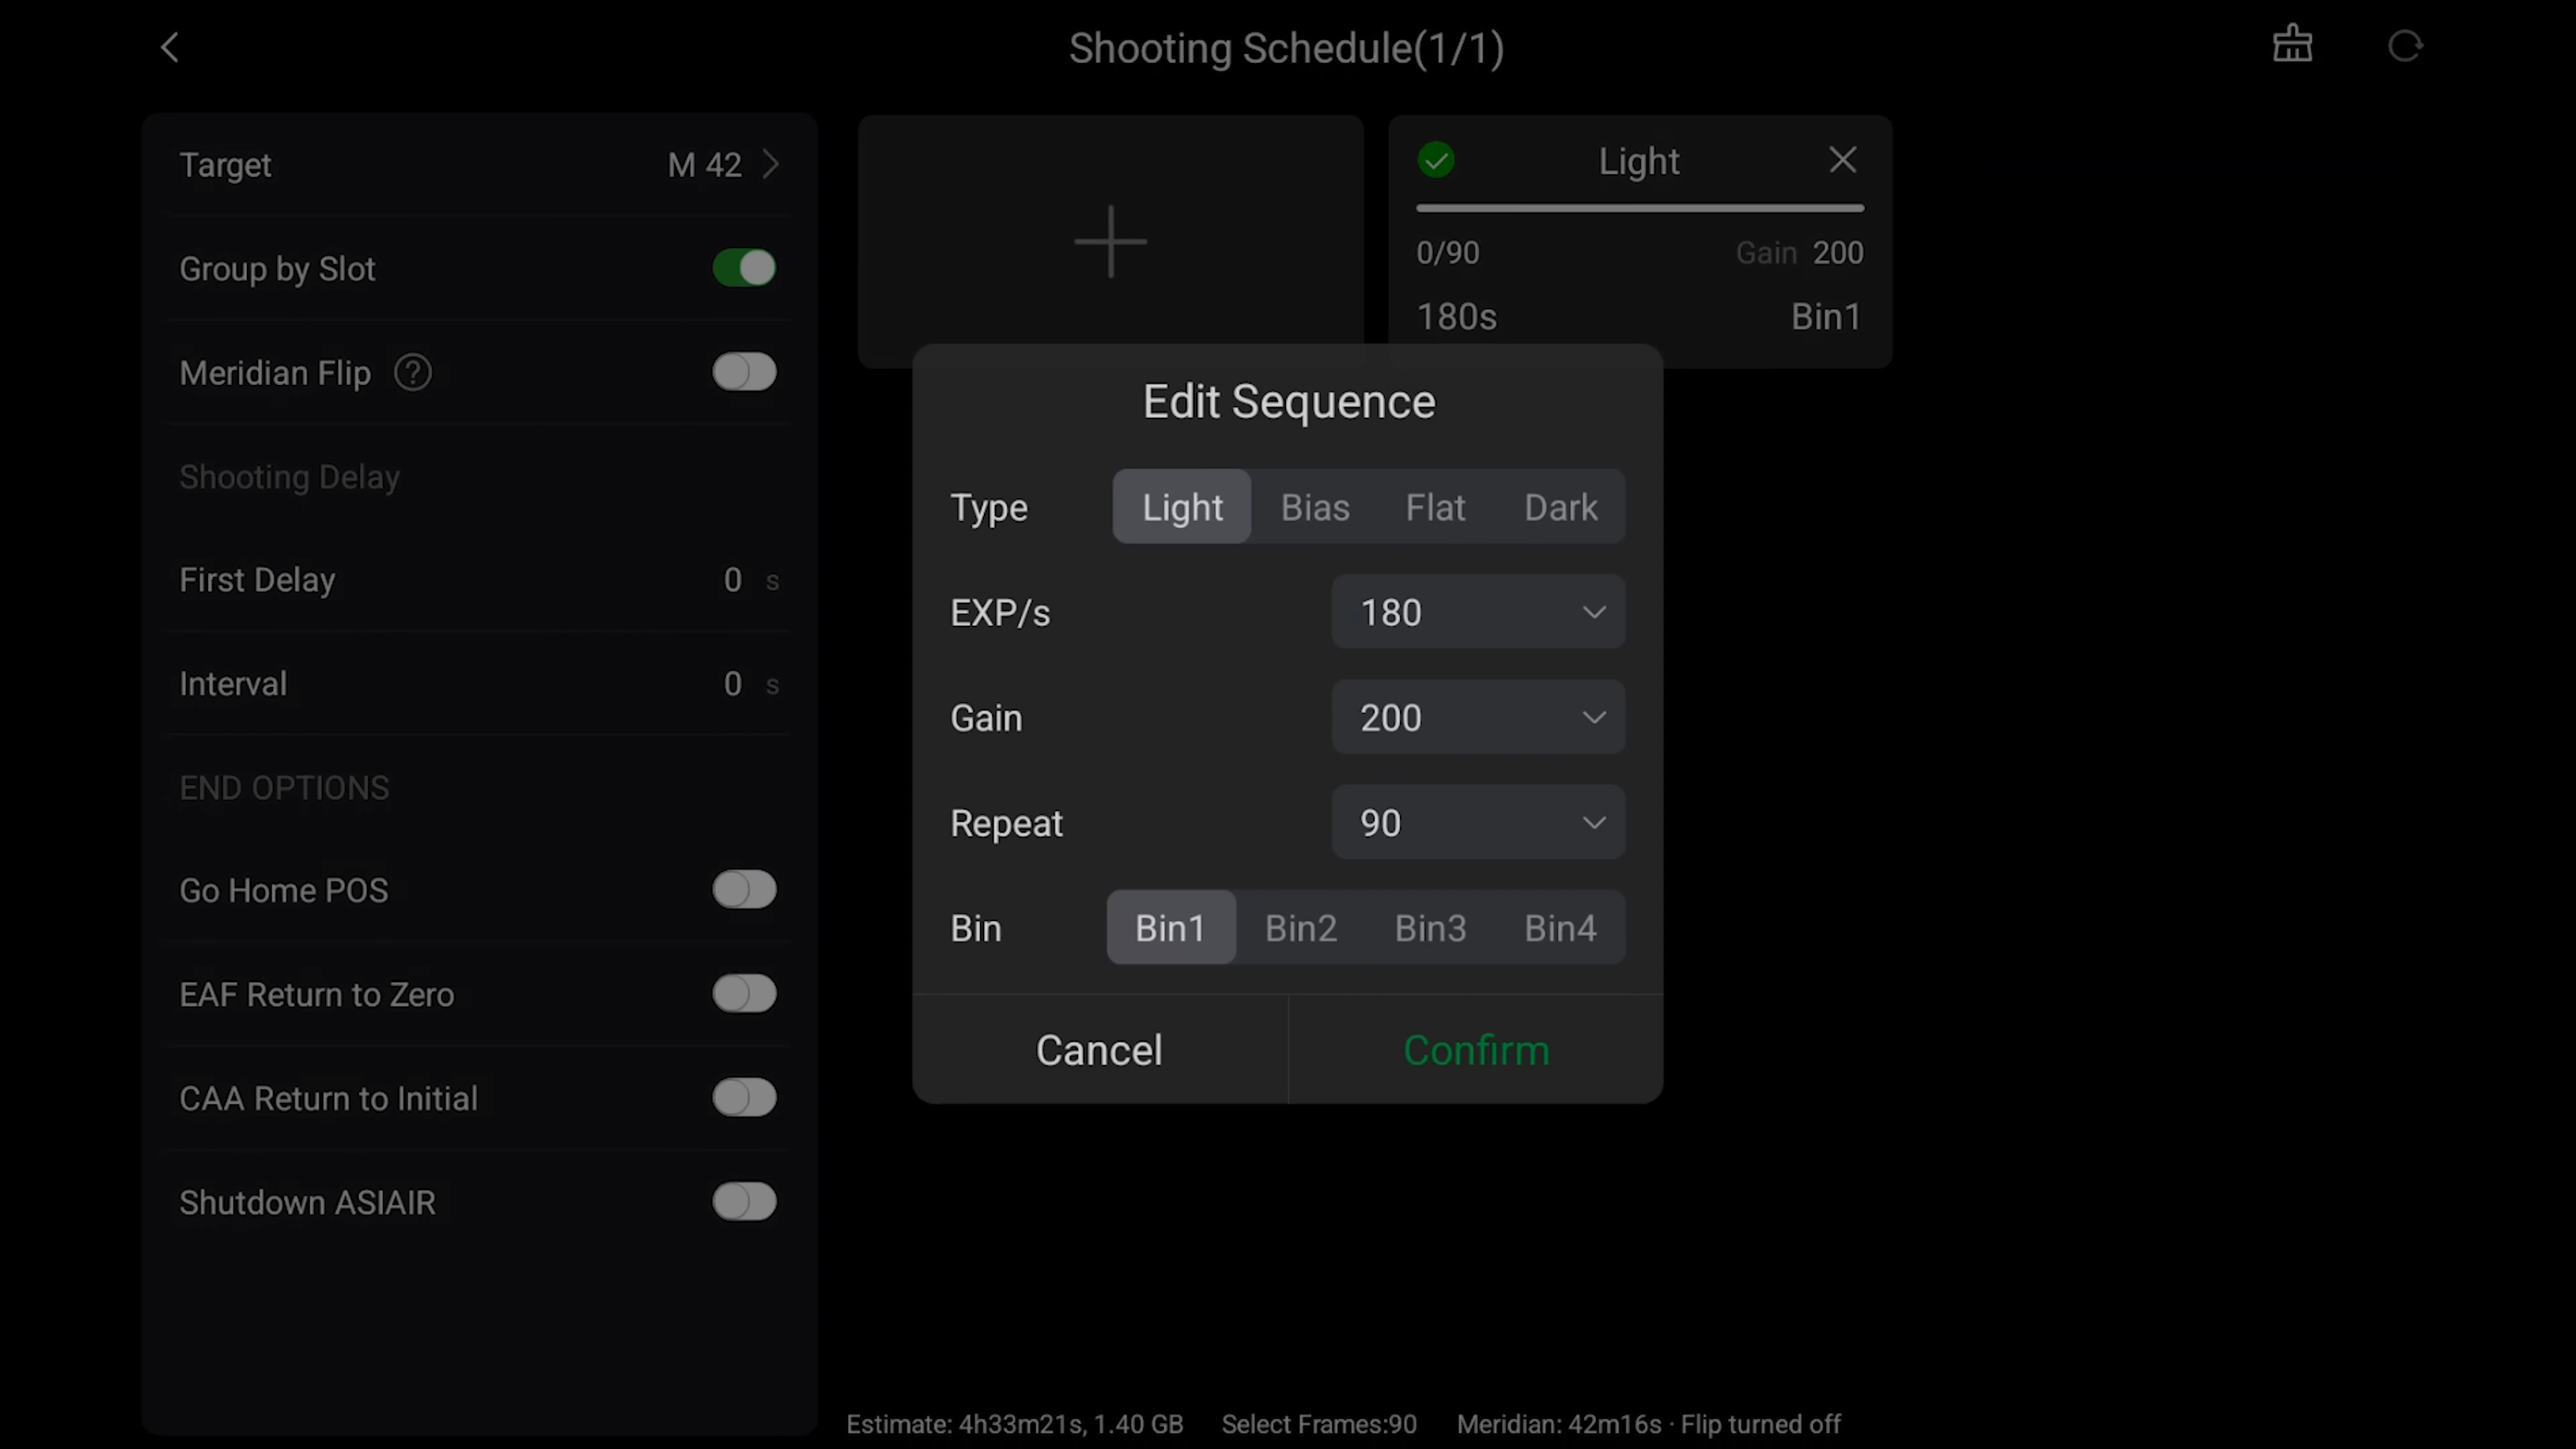 Shooting Schedule(1/1)
Target M 42
Group by Slot
Meridian Flip ?
Shooting Delay
First Delay 0 s
Interval 0 s
END OPTIONS
Go Home POS
EAF Return to Zero
CAA Return to Initial
Shutdown ASIAIR
Light
0/90 Gain 200
180s Bin1
Edit Sequence
Type Light Bias Flat Dark
EXP/s 180
Gain 200
Repeat 90
Bin Bin1 Bin2 Bin3 Bin4
Cancel Confirm
Estimate: 4h33m21s, 1.40 GB Select Frames:90 Meridian: 42m16s · Flip turned off